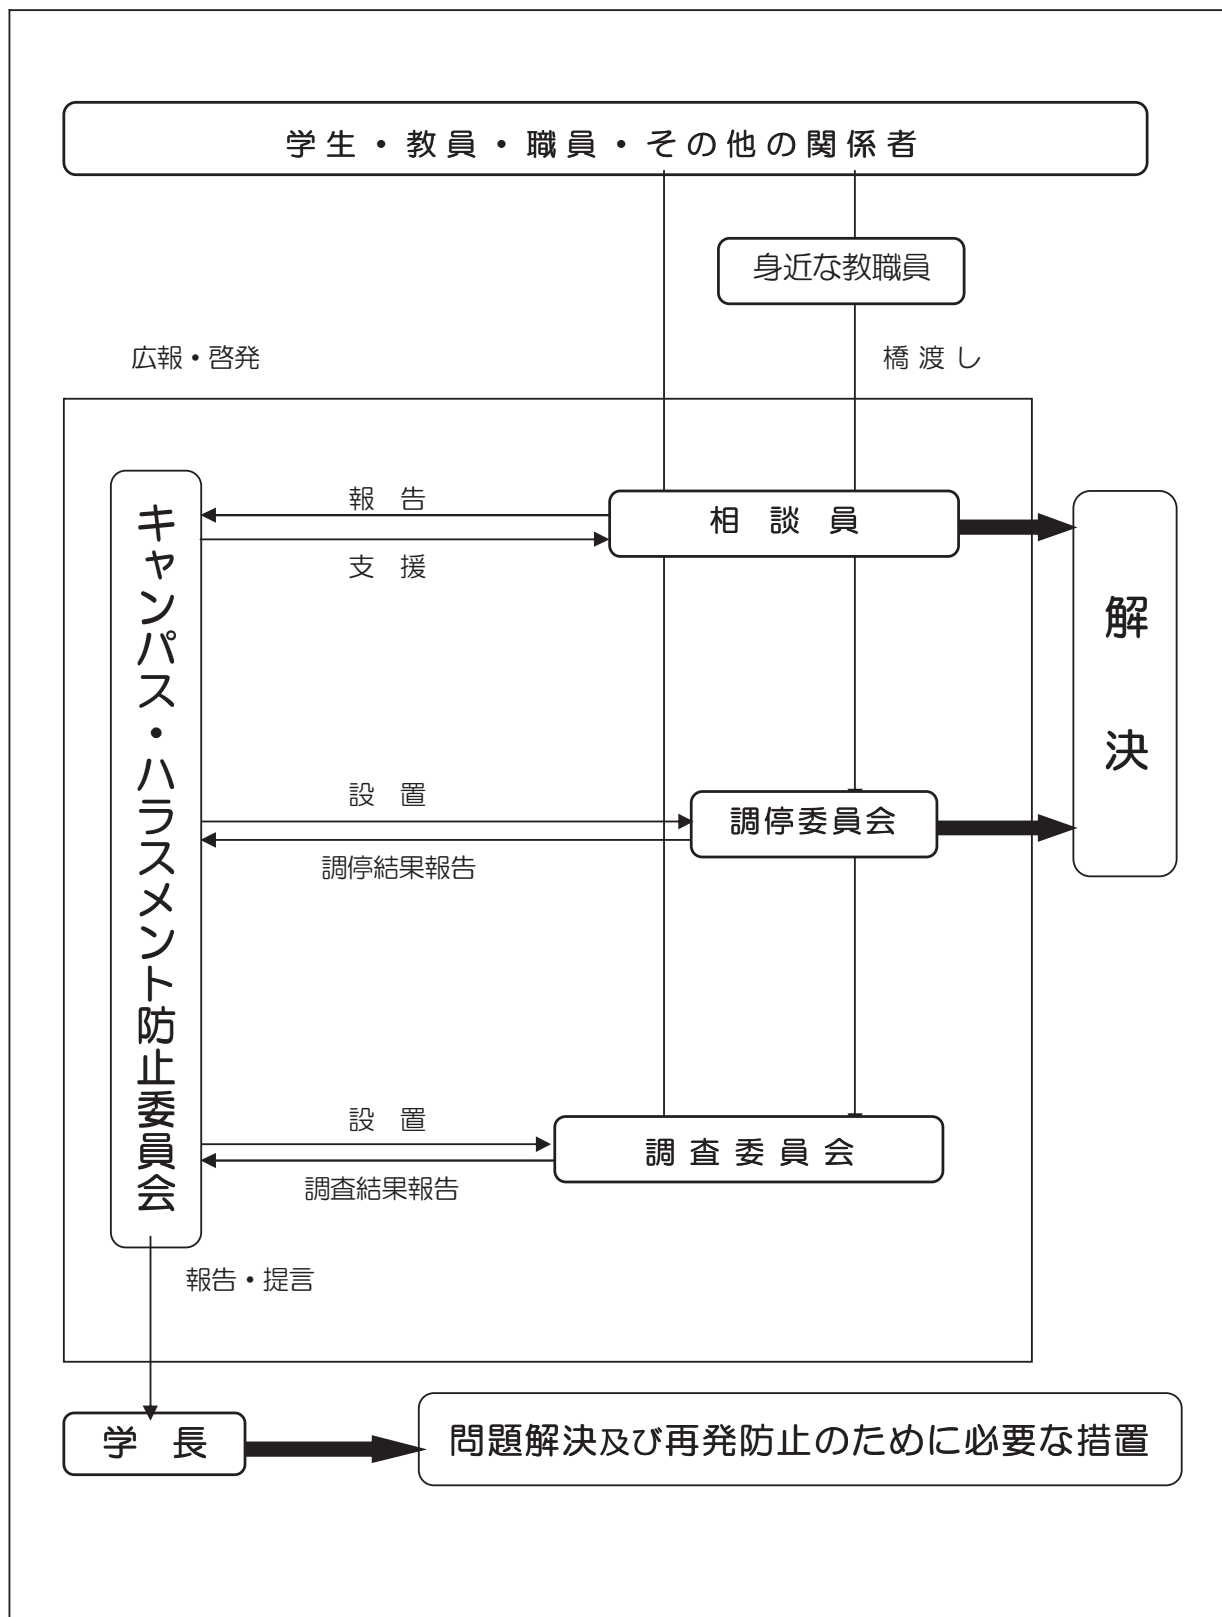 学生・教員・職員・その他の関係者
身近な教職員
広報・啓発
橋渡し
キャンパス・ハラスメント防止委員会
報告
相談員
支援
解決
設置
調停委員会
調停結果報告
設置
調査委員会
調査結果報告
報告・提言
学長
問題解決及び再発防止のために必要な措置